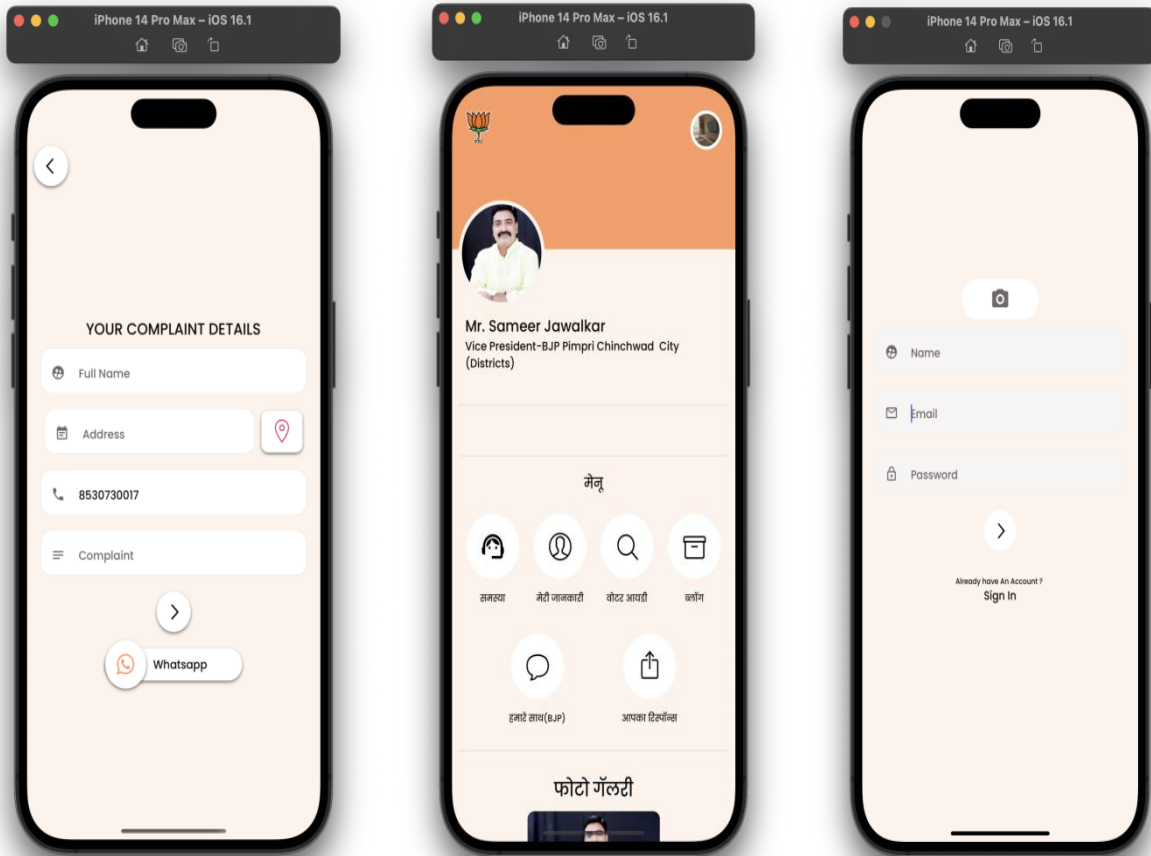 iPhone 14 Pro Max – iOS 16.1
YOUR COMPLAINT DETAILS
Full Name
Address
8530730017
Complaint
Whatsapp
iPhone 14 Pro Max – iOS 16.1
Mr. Sameer Jawalkar
Vice President-BJP Pimpri Chinchwad City
(Districts)
मेनू
समस्या
मेरी जानकारी
वोटर आयडी
ब्लॉग
हमारे साथ(BJP)
आपका रिस्पॉन्स
फोटो गॅलरी
iPhone 14 Pro Max – iOS 16.1
Name
Email
Password
Already have An Account ?
Sign In